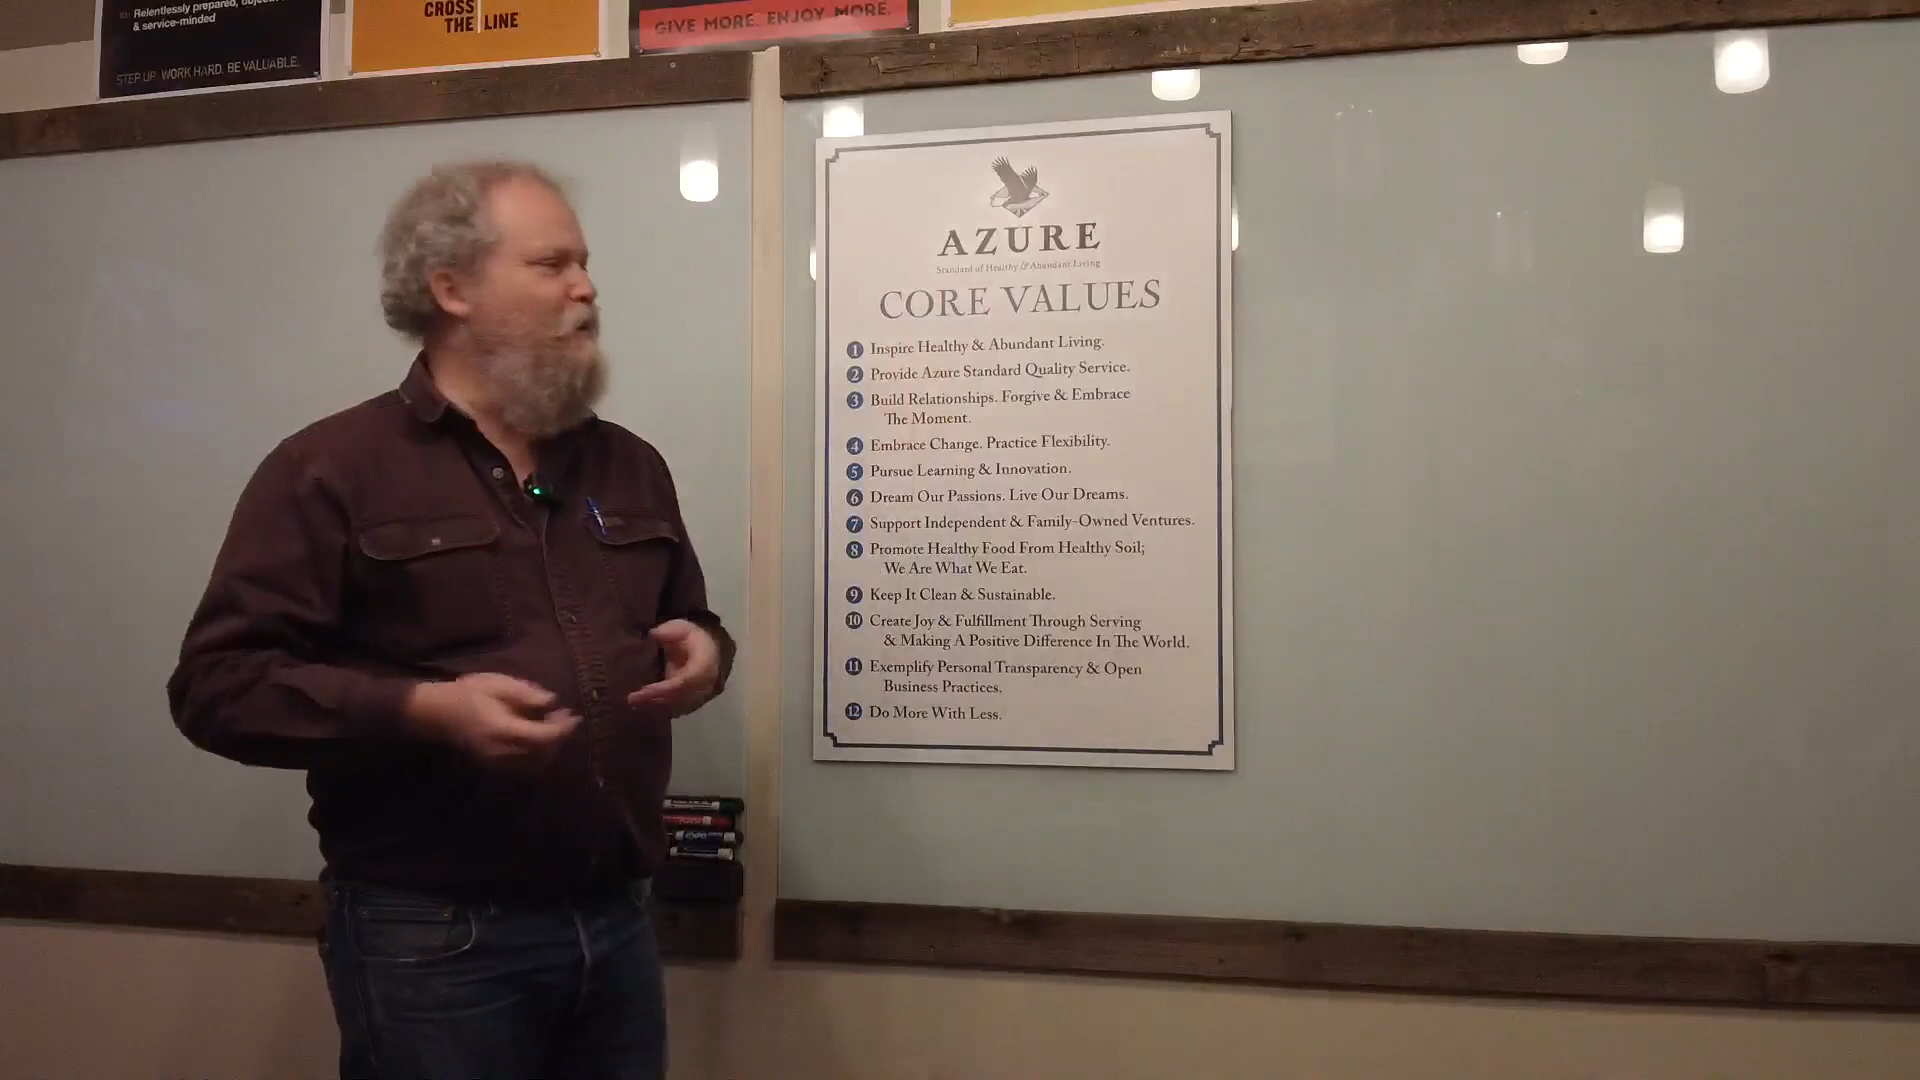 Relentlessly prepared,
& service-minded
STEP UP. WORK HARD. BE VALUABLE.
CROSS
THE LINE
GIVE MORE. ENJOY MORE.
AZURE
Standard of Healthy & Abundant Living
CORE VALUES
1 Inspire Healthy & Abundant Living.
2 Provide Azure Standard Quality Service.
3 Build Relationships. Forgive & Embrace
The Moment.
4 Embrace Change. Practice Flexibility.
5 Pursue Learning & Innovation.
6 Dream Our Passions. Live Our Dreams.
7 Support Independent & Family-Owned Ventures.
8 Promote Healthy Food From Healthy Soil;
We Are What We Eat.
9 Keep It Clean & Sustainable.
10 Create Joy & Fulfillment Through Serving
& Making A Positive Difference In The World.
11 Exemplify Personal Transparency & Open
Business Practices.
12 Do More With Less.